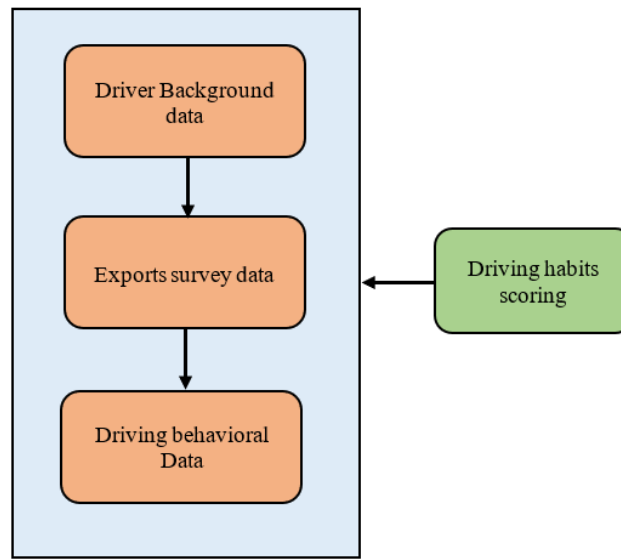 Driver Background
data
Exports survey data
Driving behavioral
Data
Driving habits
scoring